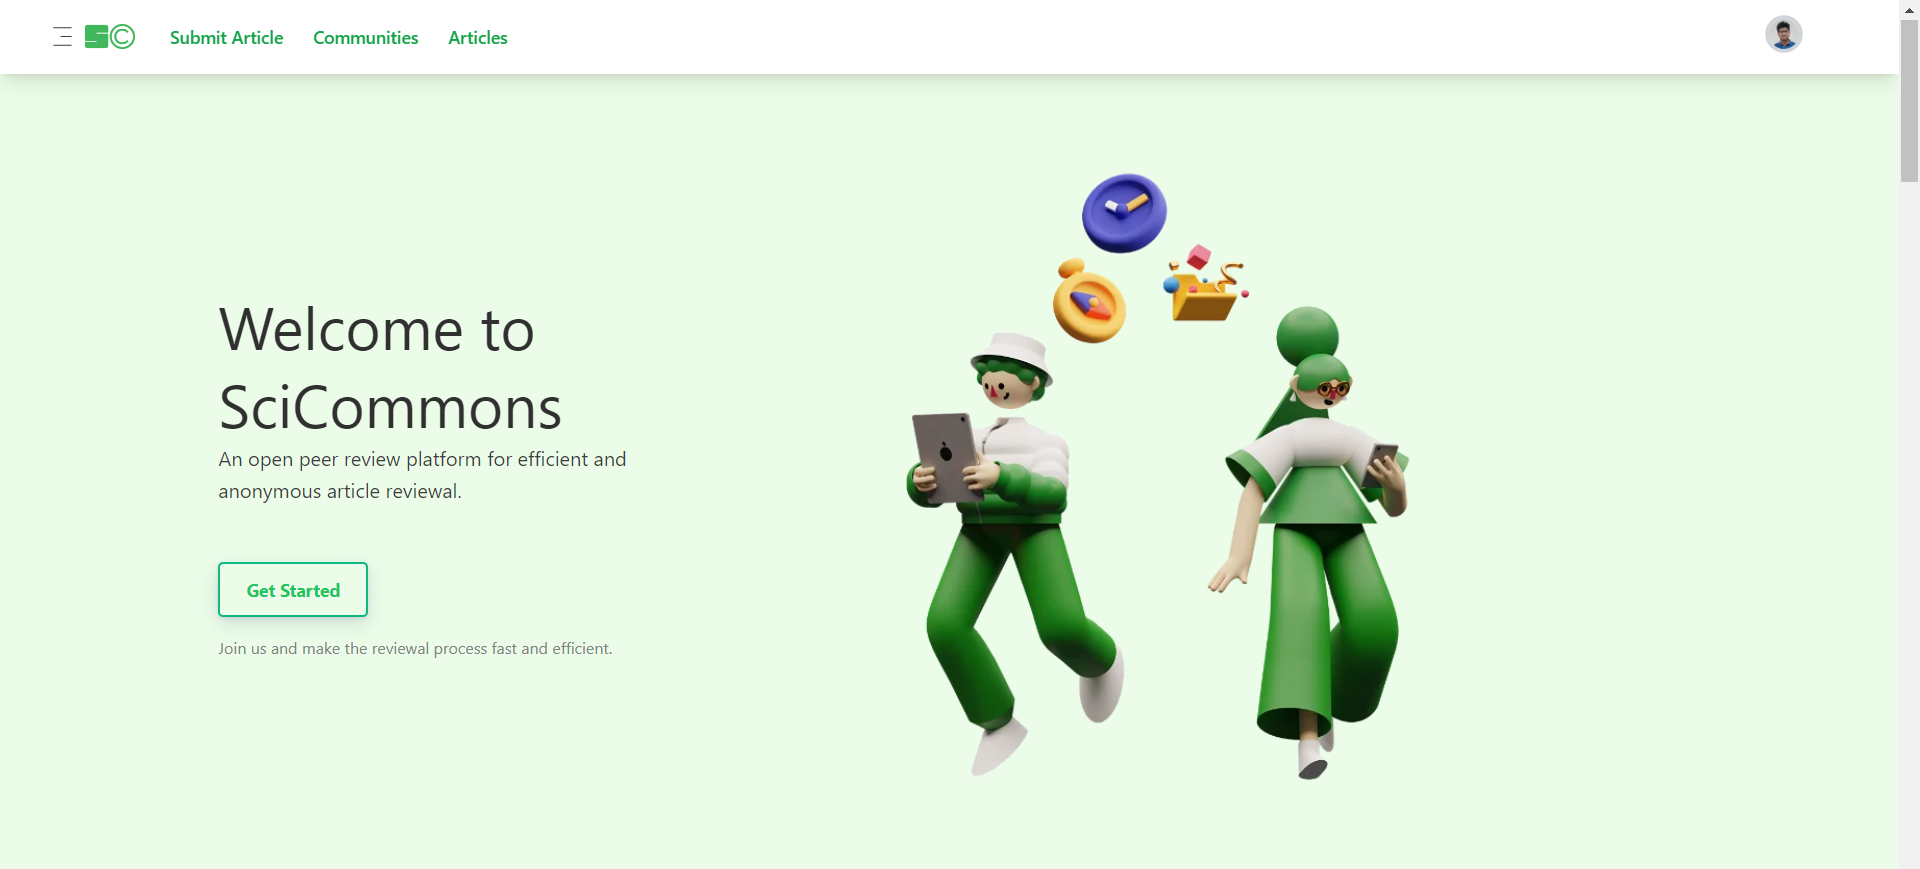 SC Submit Article Communities Articles
Welcome to
SciCommons
An open peer review platform for efficient and
anonymous article reviewal.
Get Started
Join us and make the reviewal process fast and efficient.